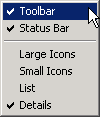 Toolbar
Status Bar
Large Icons
Small Icons
List
Details